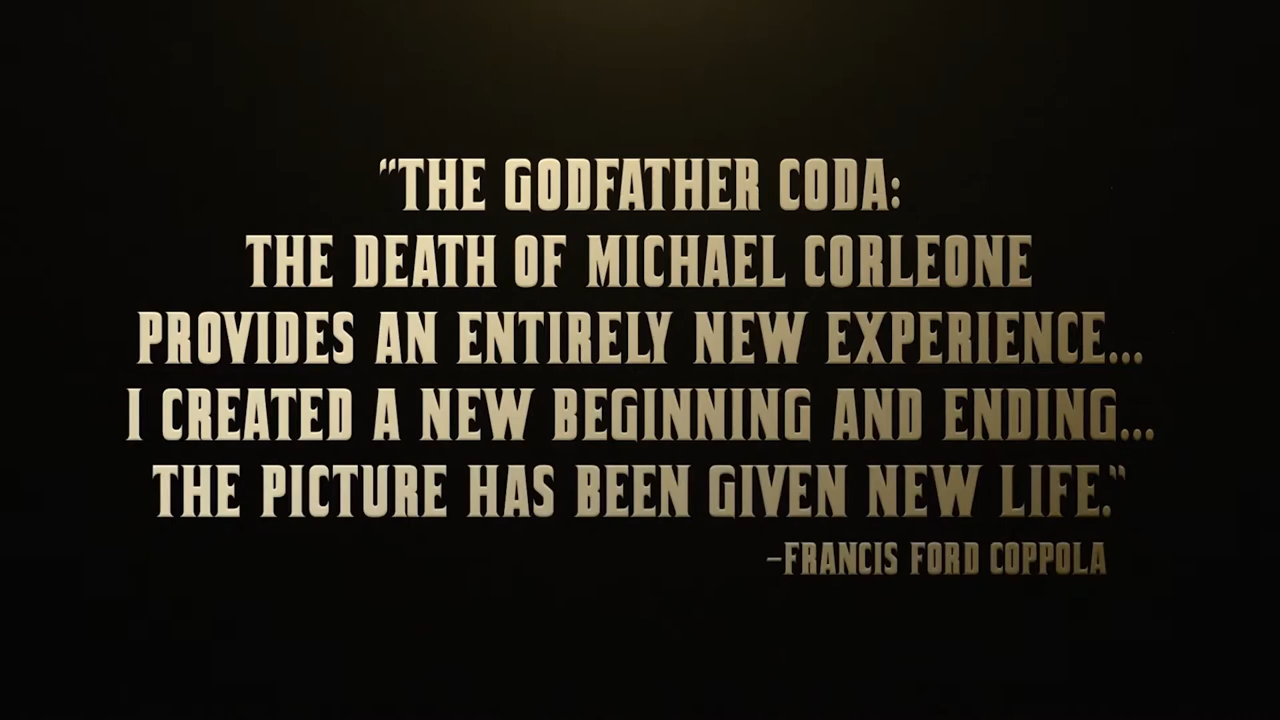 “THE GODFATHER CODA:
THE DEATH OF MICHAEL CORLEONE
PROVIDES AN ENTIRELY NEW EXPERIENCE...
I CREATED A NEW BEGINNING AND ENDING...
THE PICTURE HAS BEEN GIVEN NEW LIFE.”
–FRANCIS FORD COPPOLA